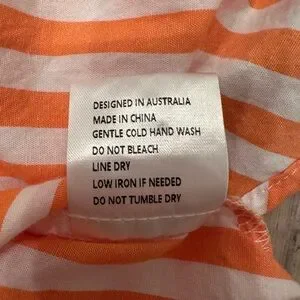 DESIGNED IN AUSTRALIA
MADE IN CHINA
GENTLE COLD HAND WASH
DO NOT BLEACH
LINE DRY
LOW IRON IF NEEDED
DO NOT TUMBLE DRY